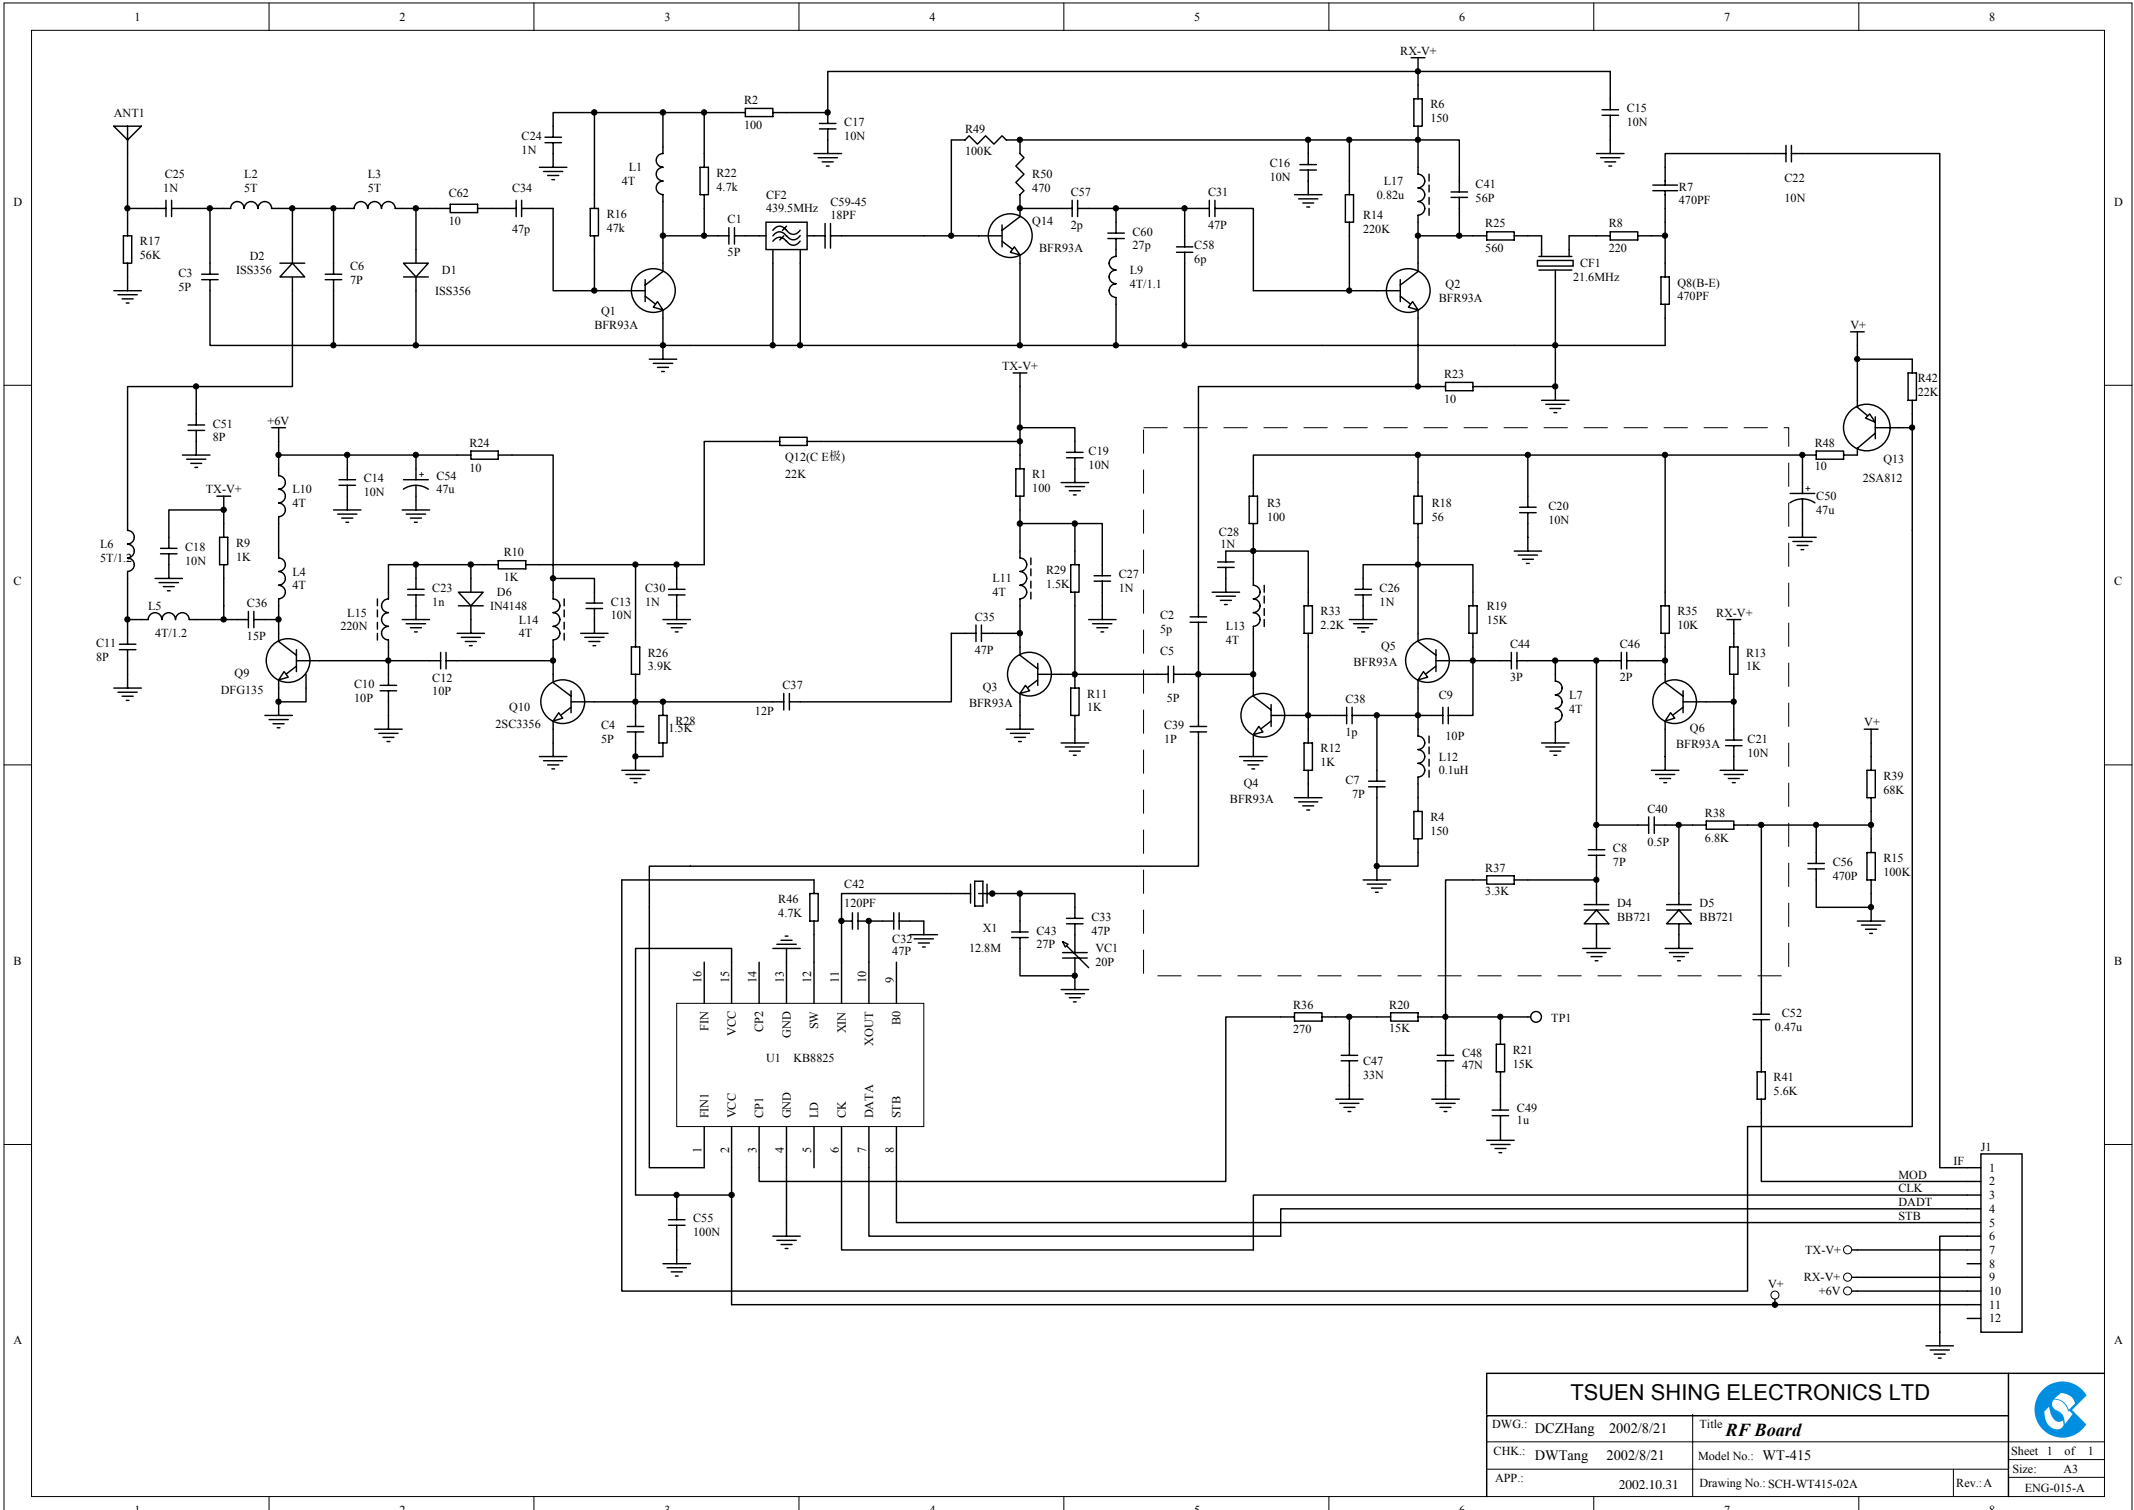 1 2 3 4 5 6 7 8
D D
C C
B B
A A
ANT1
C25
1N
L2
5T
L3
5T
C62
10
C34
47p
R17
56K
C3
5P
D2
ISS356
C6
7P
D1
ISS356
C24
1N
R16
47k
L1
4T
R22
4.7k
R2
100
C17
10N
Q1
BFR93A
C1
5P
CF2
439.5MHz
C59-45
18PF
R49
100K
R50
470
Q14
BFR93A
C57
2p
C60
27p
L9
4T/1.1
C58
6p
C31
47P
C16
10N
R14
220K
RX-V+
R6
150
L17
0.82u
C41
56P
Q2
BFR93A
R25
560
CF1
21.6MHz
R8
220
C15
10N
R7
470PF
Q8(B-E)
470PF
C22
10N
R23
10
V+
R42
22K
Q13
2SA812
R48
10
C50
47u
C51
8P
+6V
R24
10
C14
10N
C54
47u
L10
4T
L4
4T
TX-V+
C18
10N
R9
1K
L6
5T/1.2
L5
4T/1.2
C36
15P
C11
8P
Q9
DFG135
L15
220N
C23
1n
D6
IN4148
R10
1K
L14
4T
C13
10N
C30
1N
C10
10P
C12
10P
Q10
2SC3356
R26
3.9K
C4
5P
R28
1.5K
C37
12P
Q12(C E极)
22K
TX-V+
C19
10N
R1
100
L11
4T
R29
1.5K
C27
1N
C35
47P
Q3
BFR93A
R11
1K
C2
5p
C5
5P
C39
1P
C28
1N
R3
100
L13
4T
R33
2.2K
Q4
BFR93A
R12
1K
C38
1p
C7
7P
R18
56
C26
1N
R19
15K
Q5
BFR93A
C9
10P
L12
0.1uH
R4
150
C20
10N
C44
3P
L7
4T
C46
2P
R35
10K
RX-V+
R13
1K
Q6
BFR93A
C21
10N
C40
0.5P
R38
6.8K
C8
7P
R37
3.3K
D4
BB721
D5
BB721
V+
R39
68K
R15
100K
C56
470P
C52
0.47u
R41
5.6K
R46
4.7K
C42
120PF
C32
47P
X1
12.8M
C43
27P
C33
47P
VC1
20P
16 15 14 13 12 11 10 9
FIN VCC CP2 GND SW XIN XOUT B0
U1 KB8825
FIN1 VCC CP1 GND LD CK DATA STB
1 2 3 4 5 6 7 8
C55
100N
R36
270
R20
15K
TP1
C47
33N
C48
47N
R21
15K
C49
1u
J1
IF 1
MOD 2
CLK 3
DADT 4
STB 5
6
TX-V+ 7
8
RX-V+ 9
+6V 10
V+ 11
12
TSUEN SHING ELECTRONICS LTD
DWG.: DCZHang 2002/8/21 Title RF Board
CHK.: DWTang 2002/8/21 Model No.: WT-415
Sheet 1 of 1
Size: A3
APP.: 2002.10.31 Drawing No.: SCH-WT415-02A Rev.: A
ENG-015-A